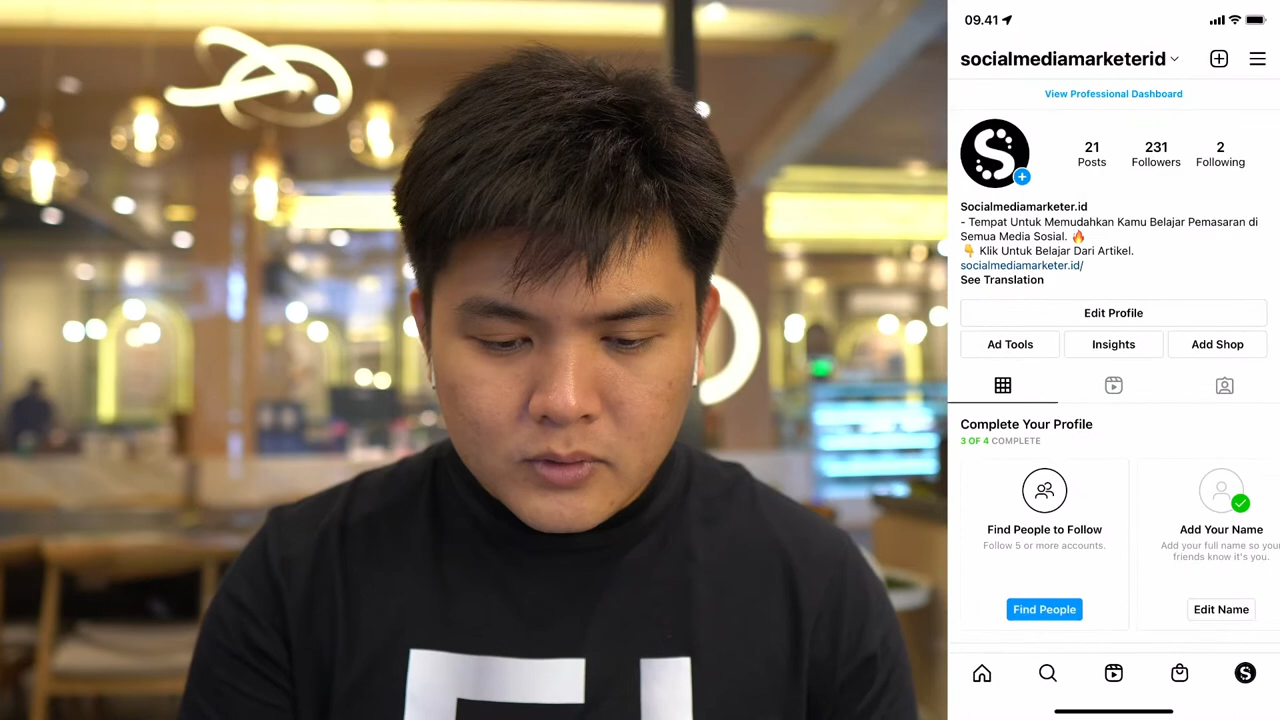 09.41
socialmediamarketerid
View Professional Dashboard
21
Posts
231
Followers
2
Following
Socialmediamarketer.id
- Tempat Untuk Memudahkan Kamu Belajar Pemasaran di
Semua Media Sosial. 🔥
👇 Klik Untuk Belajar Dari Artikel.
socialmediamarketer.id/
See Translation
Edit Profile
Ad Tools
Insights
Add Shop
Complete Your Profile
3 OF 4 COMPLETE
Find People to Follow
Follow 5 or more accounts.
Find People
Add Your Name
Add your full name so your
friends know it's you.
Edit Name